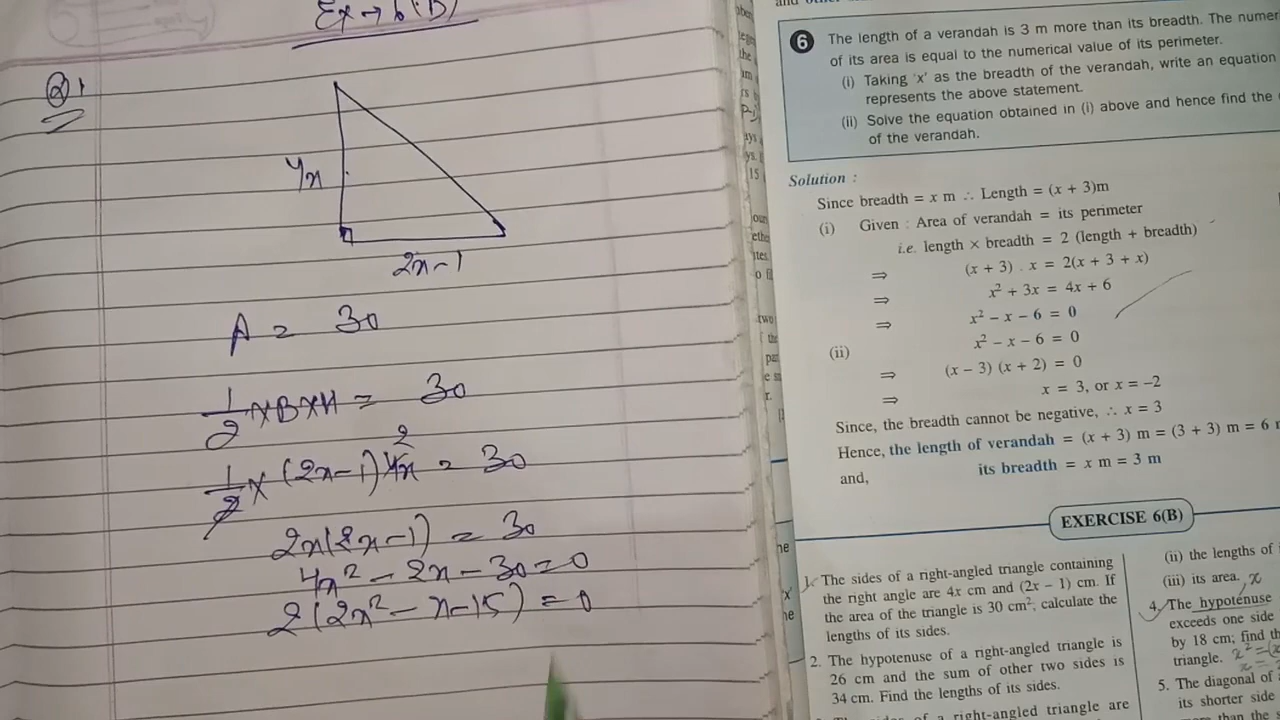 Ex → 6(B)
Q1
4x
2x-1
A = 30
1/2 × B × H = 30
1/2 × (2x-1) 4x 2 = 30
2x(2x-1) = 30
4x² - 2x - 30 = 0
2(2x² - x - 15) = 0
6 The length of a verandah is 3 m more than its breadth. The numer
of its area is equal to the numerical value of its perimeter.
(i) Taking 'x' as the breadth of the verandah, write an equation
represents the above statement.
(ii) Solve the equation obtained in (i) above and hence find the
of the verandah.
Solution :
Since breadth = x m ∴ Length = (x + 3)m
(i) Given : Area of verandah = its perimeter
i.e. length × breadth = 2 (length + breadth)
⇒ (x + 3) . x = 2(x + 3 + x)
⇒ x² + 3x = 4x + 6
⇒ x² – x – 6 = 0
(ii) x² – x – 6 = 0
⇒ (x – 3) (x + 2) = 0
⇒ x = 3, or x = –2
Since, the breadth cannot be negative, ∴ x = 3
Hence, the length of verandah = (x + 3) m = (3 + 3) m = 6
and, its breadth = x m = 3 m
EXERCISE 6(B)
1. The sides of a right-angled triangle containing
the right angle are 4x cm and (2x – 1) cm. If
the area of the triangle is 30 cm², calculate the
lengths of its sides.
2. The hypotenuse of a right-angled triangle is
26 cm and the sum of other two sides is
34 cm. Find the lengths of its sides.
of a right-angled triangle are
(ii) the lengths of
(iii) its area. x
4. The hypotenuse
exceeds one side
by 18 cm; find
triangle. x² =
x =
5. The diagonal of
its shorter side
more than the